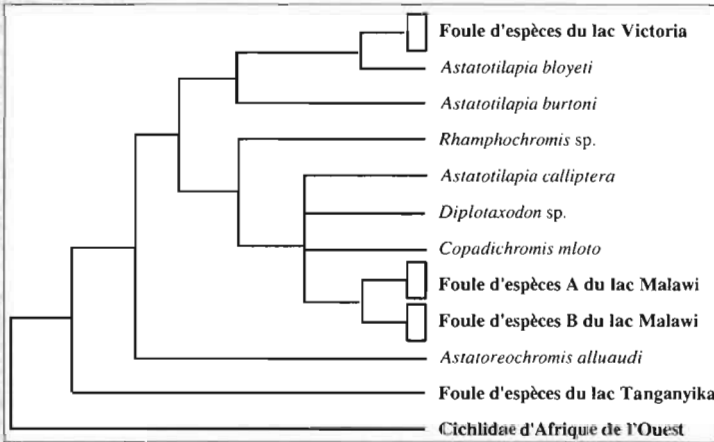 Foule d'espèces du lac Victoria
Astatotilapia bloyeti
Astatotilapia burtoni
Rhamphochromis sp.
Astatotilapia calliptera
Diplotaxodon sp.
Copadichromis mloto
Foule d'espèces A du lac Malawi
Foule d'espèces B du lac Malawi
Astatoreochromis alluaudi
Foule d'espèces du lac Tanganyika
Cichlidae d'Afrique de l'Ouest